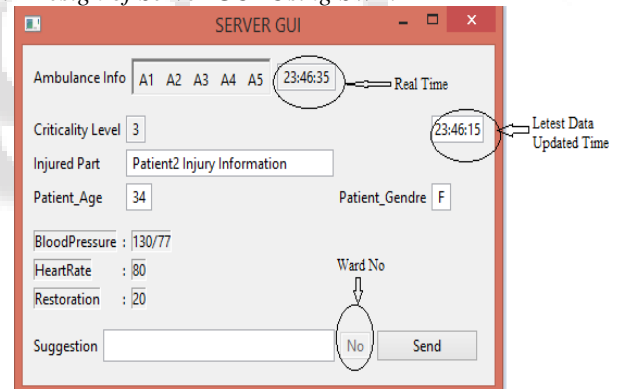 SERVER GUI
Ambulance Info A1 A2 A3 A4 A5 23:46:35 Real Time
Criticality Level 3 23:46:15 Letest Data
Updated Time
Injured Part Patient2 Injury Information
Patient_Age 34 Patient_Gendre F
BloodPressure : 130/77
HeartRate : 80
Ward No
Restoration : 20
Suggestion No Send